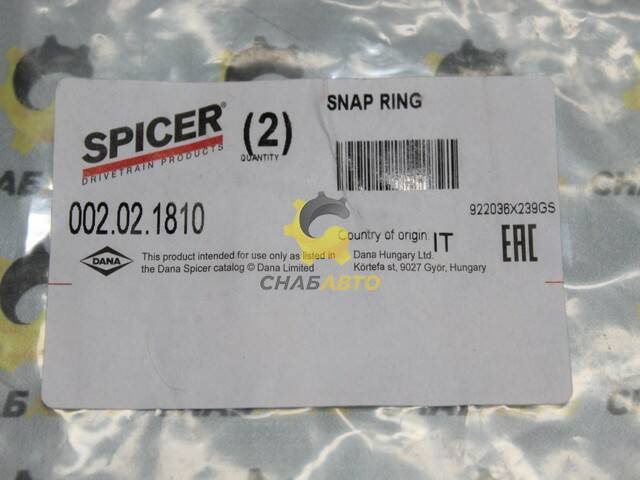 SPICER®
DRIVETRAIN PRODUCTS
(2)
QUANTITY
SNAP RING
002.02.1810
922036X239GS
Country of origin IT
EAC
DANA
This product intended for use only as listed in
the Dana Spicer catalog © Dana Limited
Dana Hungary Ltd.
Körtefa st, 9027 Győr, Hungary
СНАБАВТО